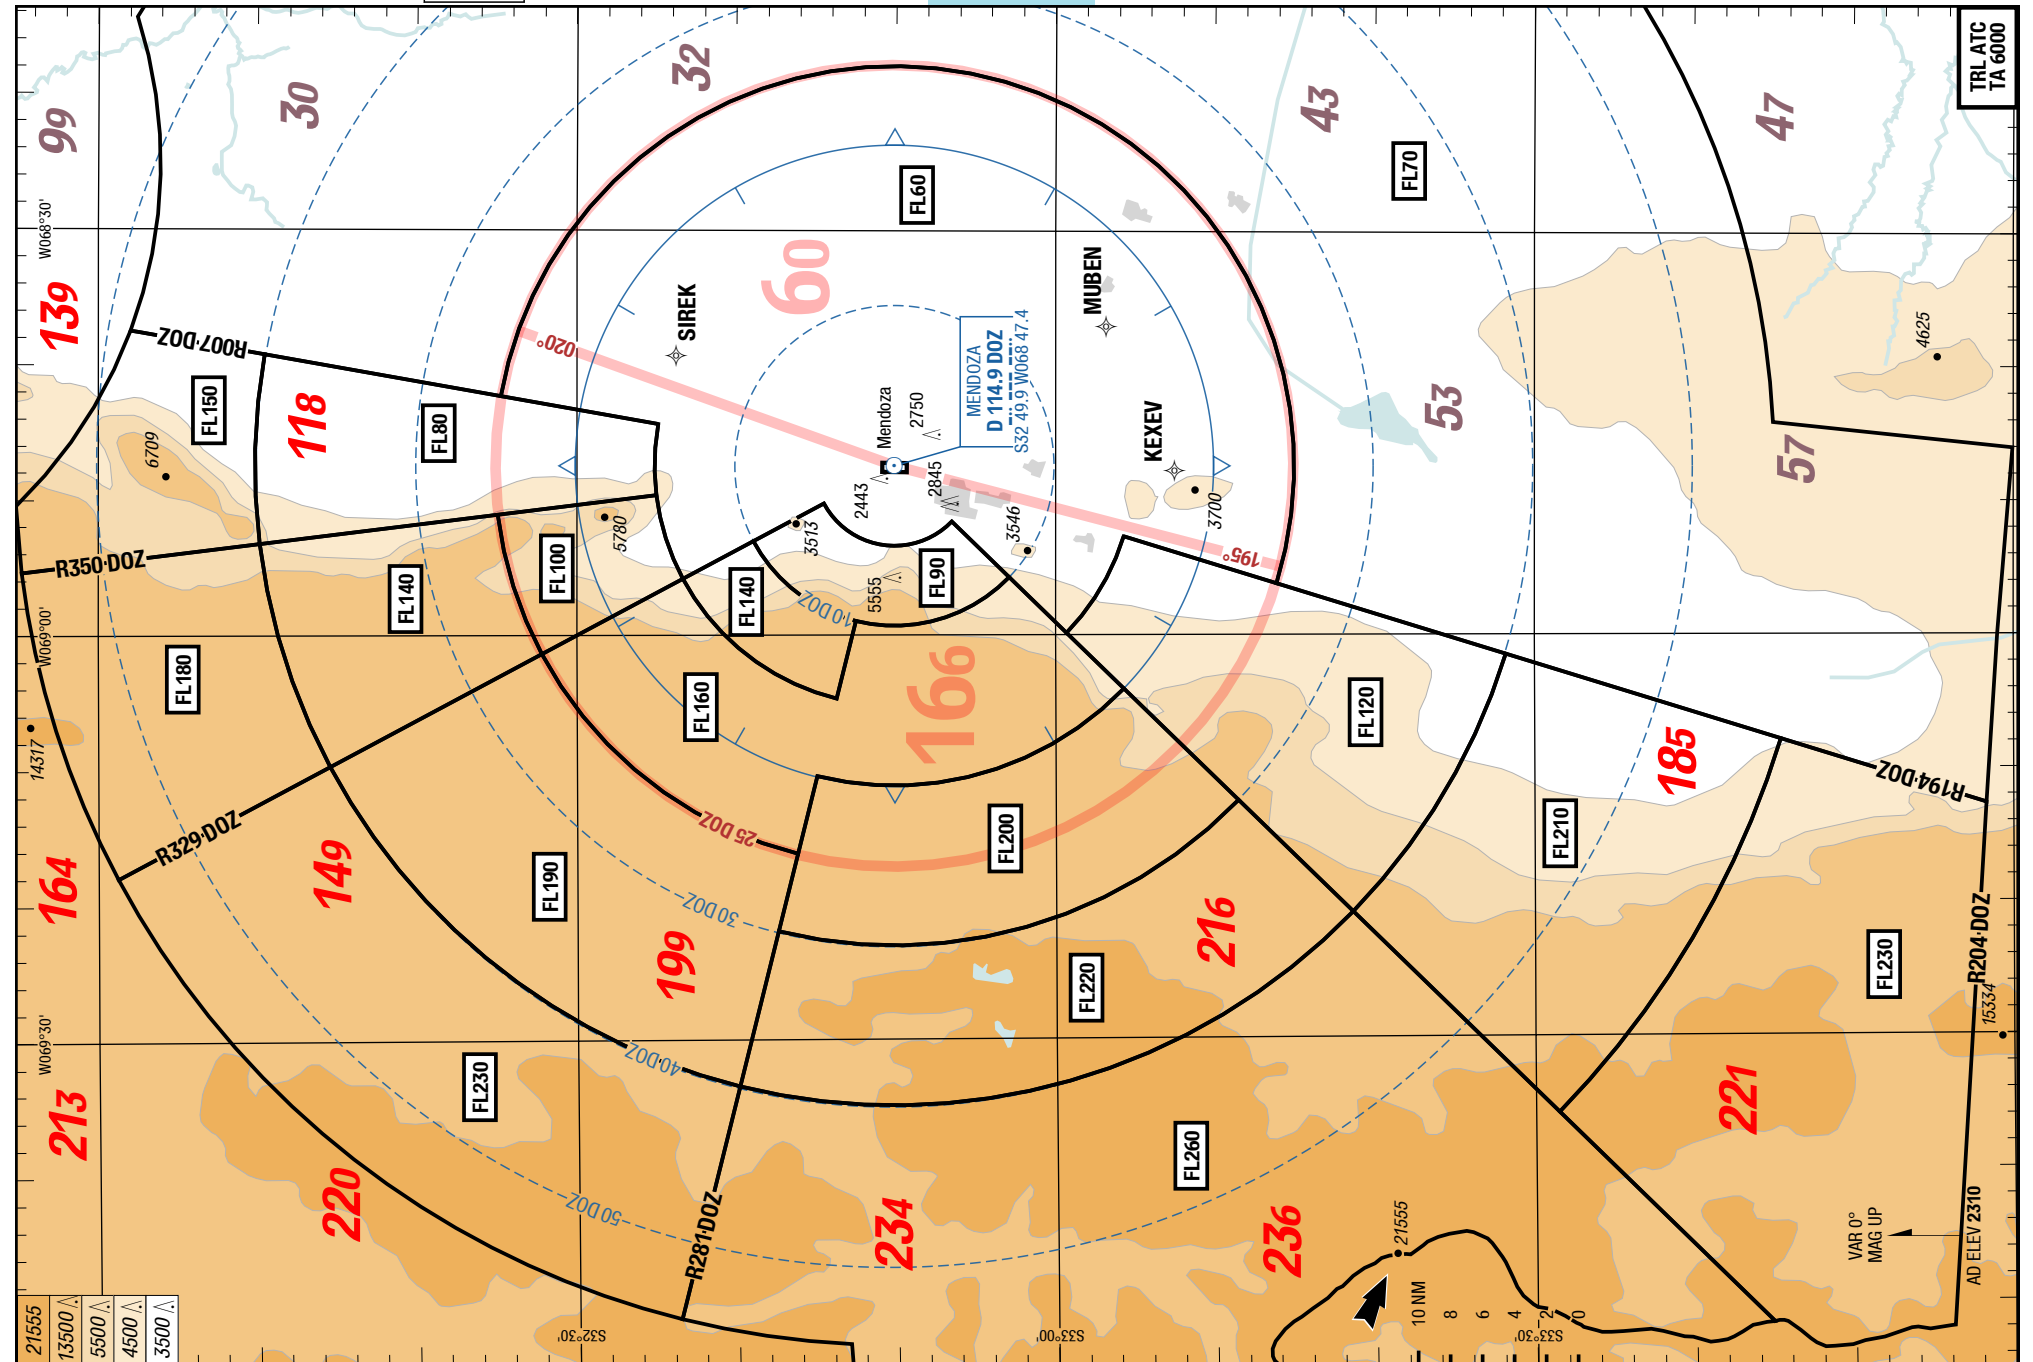 TRL ATC
TA 6000
99
30
32
43
47
FL70
FL60
W068°30'
139
60
SIREK
MUBEN
4625
R007 DOZ
020°
FL150
118
FL80
Mendoza
2750
MENDOZA
D 114.9 DOZ
S32 49.9 W068 47.4
KEXEV
53
57
6709
2443
2845
3700
3513
3546
5780
195°
R350 DOZ
FL140
FL100
FL140
5555
FL90
10 DOZ
W069°00'
FL180
FL160
166
FL120
14317
185
R194 DOZ
R329 DOZ
25 DOZ
FL200
FL210
164
149
FL190
30 DOZ
199
216
FL230
R204 DOZ
FL220
15334
W069°30'
40 DOZ
FL230
213
221
FL260
220
50 DOZ
R281 DOZ
234
236
21555
VAR 0°
MAG UP
AD ELEV 2310
10 NM
8
6
4
2
0
S32°30'
S33°00'
S33°30'
21555
13500
5500
4500
3500